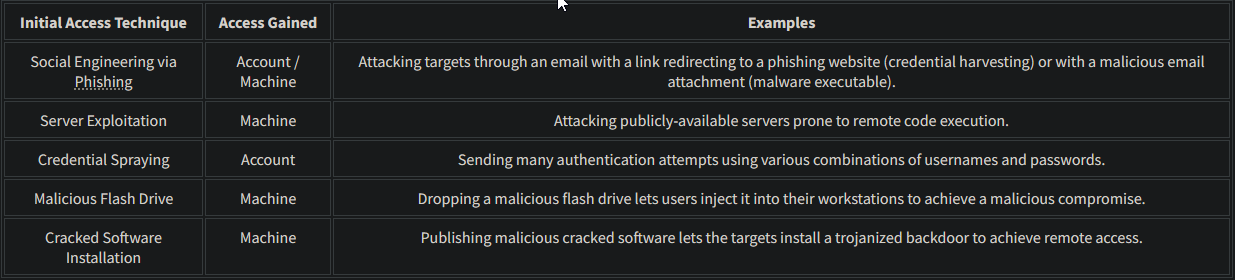 Initial Access Technique Access Gained Examples
Social Engineering via Phishing Account / Machine Attacking targets through an email with a link redirecting to a phishing website (credential harvesting) or with a malicious email attachment (malware executable).
Server Exploitation Machine Attacking publicly-available servers prone to remote code execution.
Credential Spraying Account Sending many authentication attempts using various combinations of usernames and passwords.
Malicious Flash Drive Machine Dropping a malicious flash drive lets users inject it into their workstations to achieve a malicious compromise.
Cracked Software Installation Machine Publishing malicious cracked software lets the targets install a trojanized backdoor to achieve remote access.